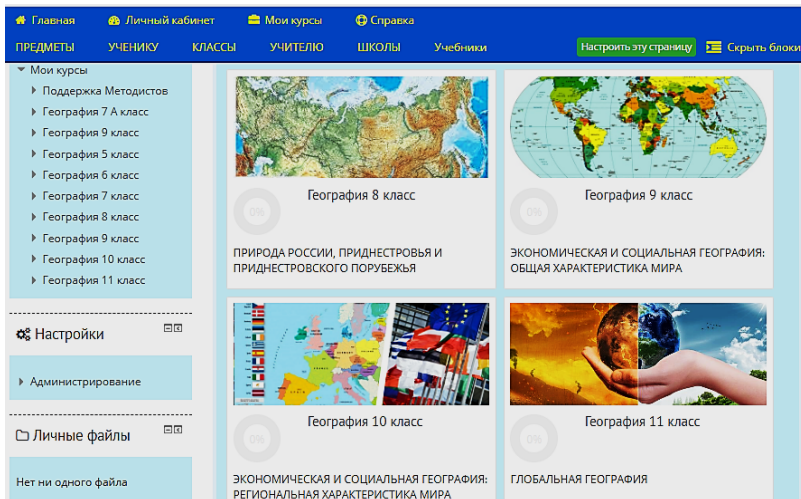 Главная Личный кабинет Мои курсы Справка
ПРЕДМЕТЫ УЧЕНИКУ КЛАССЫ УЧИТЕЛЮ ШКОЛЫ Учебники Настроить эту страницу Скрыть блоки
Мои курсы
Поддержка Методистов
География 7 А класс
География 9 класс
География 5 класс
География 6 класс
География 7 класс
География 8 класс
География 9 класс
География 10 класс
География 11 класс
Настройки
Администрирование
Личные файлы
Нет ни одного файла
География 8 класс
0%
ПРИРОДА РОССИИ, ПРИДНЕСТРОВЬЯ И
ПРИДНЕСТРОВСКОГО ПОРУБЕЖЬЯ
География 9 класс
0%
ЭКОНОМИЧЕСКАЯ И СОЦИАЛЬНАЯ ГЕОГРАФИЯ:
ОБЩАЯ ХАРАКТЕРИСТИКА МИРА
География 10 класс
0%
ЭКОНОМИЧЕСКАЯ И СОЦИАЛЬНАЯ ГЕОГРАФИЯ:
РЕГИОНАЛЬНАЯ ХАРАКТЕРИСТИКА МИРА
География 11 класс
0%
ГЛОБАЛЬНАЯ ГЕОГРАФИЯ